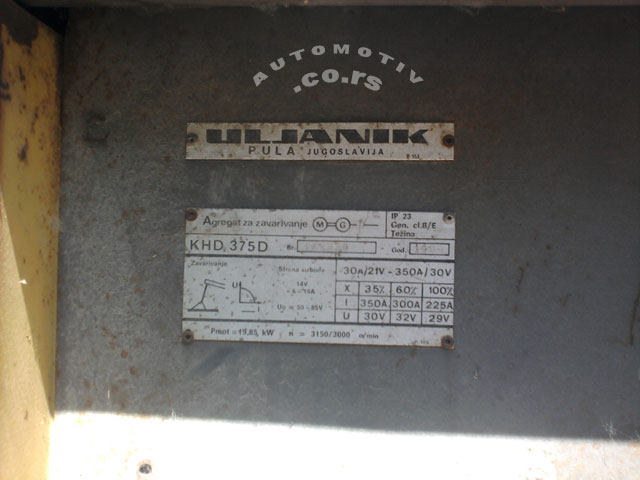 AUTOMOTIV
.co.rs
ULJANIK
PULA JUGOSLAVIJA
Agregat za zavarivanje M G
IP 23
Gen. cl.B/E
Težina
KHD 375D Br. God.
Zavarivanje
30A/21V - 350A/30V
U
I
14V
X 35% 60% 100%
I 350A 300A 225A
U 30V 32V 29V
Pmot = 19,85 kW n = 3150/3000 o/min